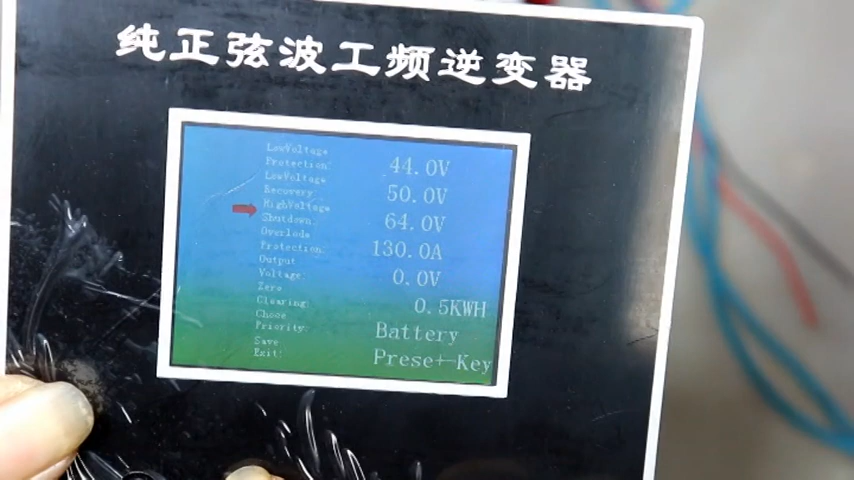 纯正弦波工频逆变器
LowVoltage
Protection: 44.0V
LowVoltage
Recovery: 50.0V
HighVoltage
Shutdown: 64.0V
Overlode
Protection: 130.0A
Output
Voltage: 0.0V
Zero
Clearing: 0.5KWH
Chose
Priority: Battery
Save
Exit: Prese←Key